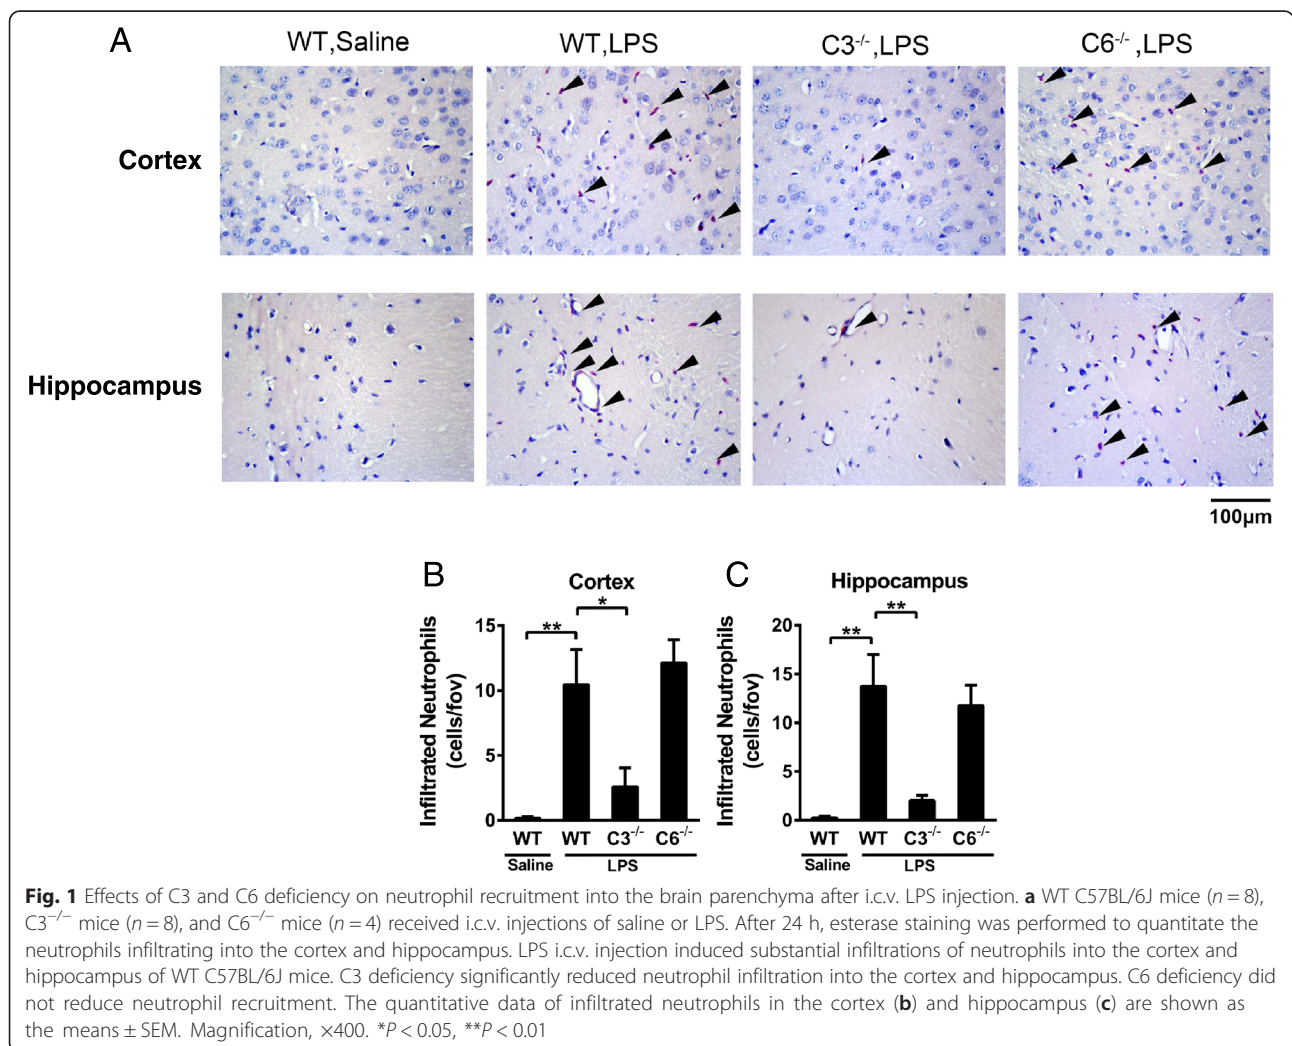 A
WT,Saline
WT,LPS
C3-/-,LPS
C6-/-,LPS
Cortex
Hippocampus
100μm
B
Cortex
Infiltrated Neutrophils
(cells/fov)
15
10
5
0
**
*
WT
WT
C3-/-
C6-/-
Saline
LPS
C
Hippocampus
Infiltrated Neutrophils
(cells/fov)
20
15
10
5
0
**
**
WT
WT
C3-/-
C6-/-
Saline
LPS
Fig. 1 Effects of C3 and C6 deficiency on neutrophil recruitment into the brain parenchyma after i.c.v. LPS injection. a WT C57BL/6J mice (n = 8),
C3−/− mice (n = 8), and C6−/− mice (n = 4) received i.c.v. injections of saline or LPS. After 24 h, esterase staining was performed to quantitate the
neutrophils infiltrating into the cortex and hippocampus. LPS i.c.v. injection induced substantial infiltrations of neutrophils into the cortex and
hippocampus of WT C57BL/6J mice. C3 deficiency significantly reduced neutrophil infiltration into the cortex and hippocampus. C6 deficiency did
not reduce neutrophil recruitment. The quantitative data of infiltrated neutrophils in the cortex (b) and hippocampus (c) are shown as
the means ± SEM. Magnification, ×400. *P < 0.05, **P < 0.01